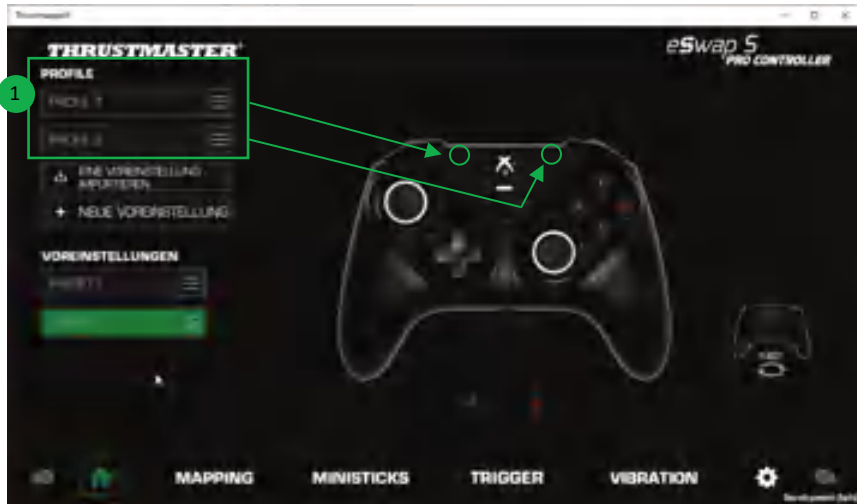 THRUSTMASTER
eSwap S
PRO CONTROLLER
PROFILE
1
PROFIL 1
PROFIL 2
EINE VOREINSTELLUNG
IMPORTIEREN
+ NEUE VOREINSTELLUNG
VOREINSTELLUNGEN
MAPPING
MINISTICKS
TRIGGER
VIBRATION